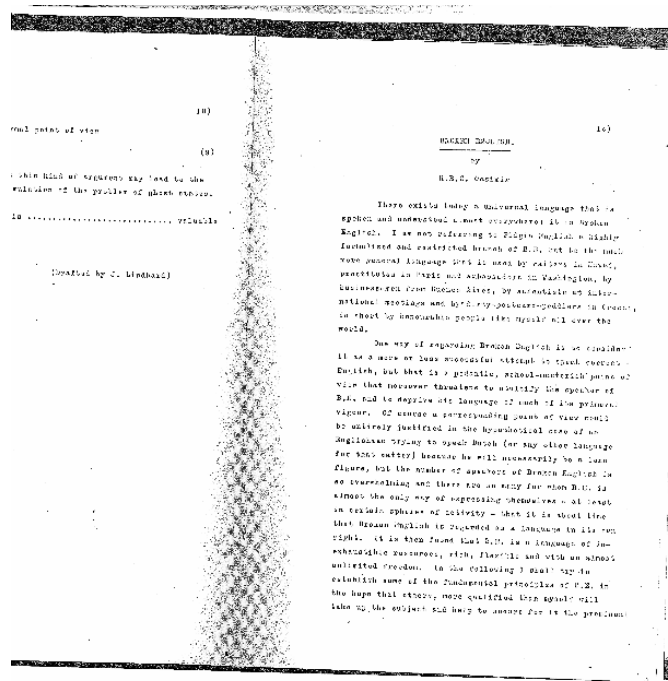 (8)
point of view
(9)
this kind of argument may lead to the
solution of the problem of ghost states.
is ........................... valuable
(Drafted by J. Lindhard)
BROKEN ENGLISH.
by
H.B.G. Casimir
There exists today a universal language that is
spoken and understood almost everywhere: it is Broken
English. I am not referring to Pidgin English a highly
formalized and restricted branch of B.E. but to the much
more general language that is used by waiters in
prostitutes in Paris and ambassadors in Washington, by
businessmen from Buenos Aires, by scientists at inter-
national meetings and by dirty-postcard-peddlers in Greece,
in short by honourable people like myself all over the
world.
One way of regarding Broken English is to consider
it as a more or less successful attempt to speak correct
English, but that is a pedantic, school-masterish point of
view that moreover threatens to stultify the speaker of
B.E. and to deprive his language of much of its primeval
vigour. Of course a corresponding point of view could
be entirely justified in the hypothetical case of an
Englishman trying to speak Dutch (or any other language
for that matter) because he will necessarily be a lone
figure, but the number of speakers of Broken English is
so overwhelming and there are so many for whom B.E. is
almost the only way of expressing themselves - at least
in certain spheres of activity - that it is about time
that Broken English is regarded as a language in its own
right. It is then found that B.E. is a language of in-
exhaustible resources, rich, flexible and with an almost
unlimited freedom. In the following I shall try to
establish some of the fundamental principles of B.E. in
the hope that others, more qualified than myself will
take up the subject and help to secure for it the prominent